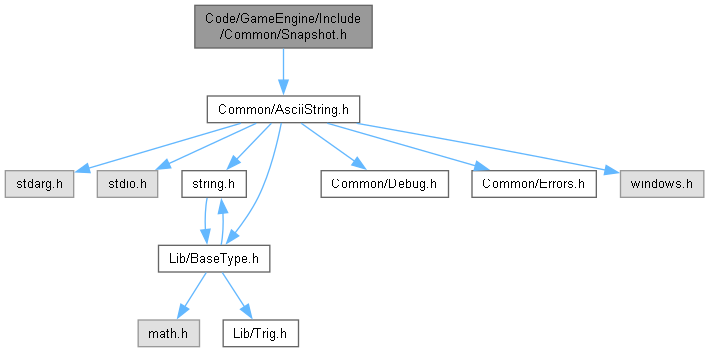 Code/GameEngine/Include
/Common/Snapshot.h
Common/AsciiString.h
stdarg.h
stdio.h
string.h
Common/Debug.h
Common/Errors.h
windows.h
Lib/BaseType.h
math.h
Lib/Trig.h